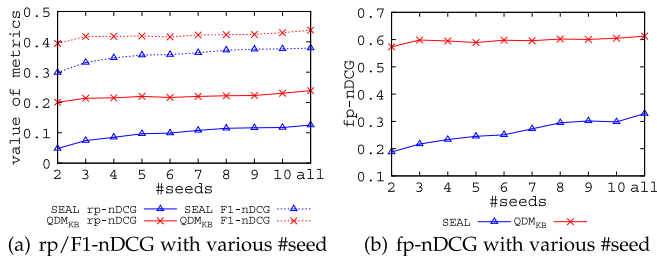 value of metrics
0.5
0.4
0.3
0.2
0.1
0
2 3 4 5 6 7 8 9 10 all
#seeds
SEAL rp-nDCG SEAL F1-nDCG
QDMKB rp-nDCG QDMKB F1-nDCG
(a) rp/F1-nDCG with various #seed
fp-nDCG
0.7
0.6
0.5
0.4
0.3
0.2
0.1
2 3 4 5 6 7 8 9 10 all
#seeds
SEAL QDMKB
(b) fp-nDCG with various #seed